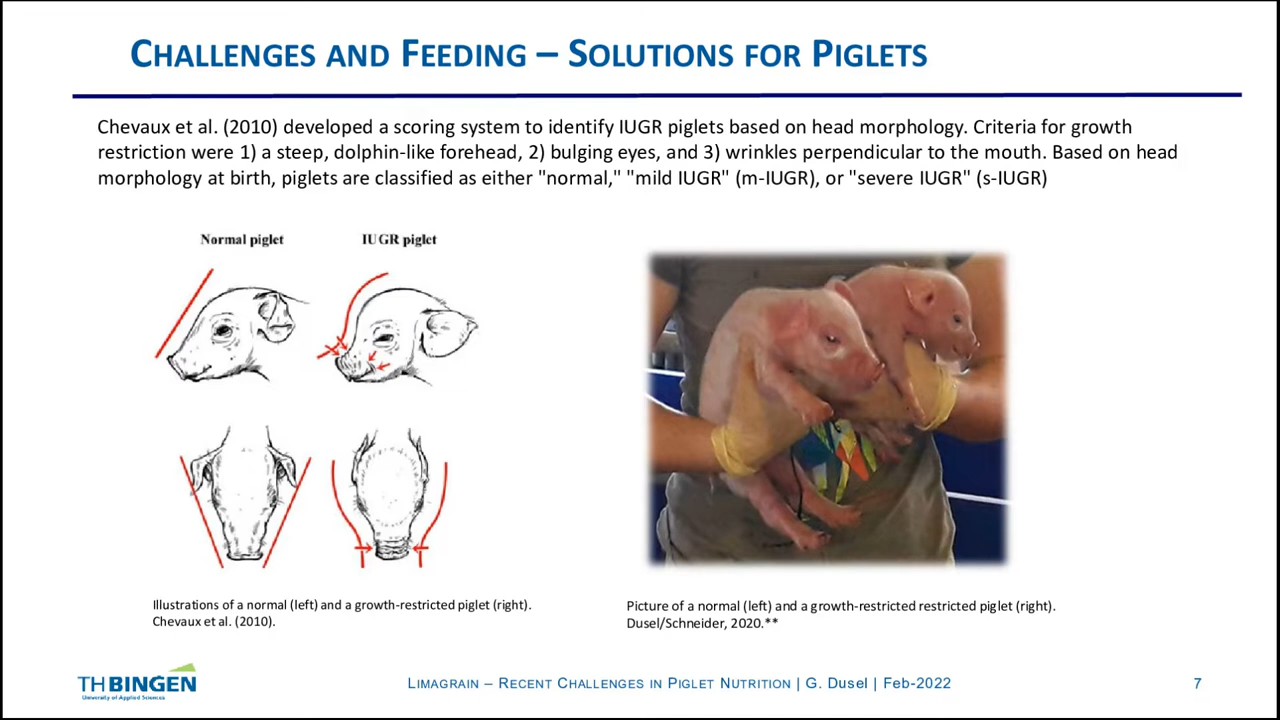 CHALLENGES AND FEEDING – SOLUTIONS FOR PIGLETS
Chevaux et al. (2010) developed a scoring system to identify IUGR piglets based on head morphology. Criteria for growth
restriction were 1) a steep, dolphin-like forehead, 2) bulging eyes, and 3) wrinkles perpendicular to the mouth. Based on head
morphology at birth, piglets are classified as either "normal," "mild IUGR" (m-IUGR), or "severe IUGR" (s-IUGR)
Normal piglet
IUGR piglet
Illustrations of a normal (left) and a growth-restricted piglet (right).
Chevaux et al. (2010).
Picture of a normal (left) and a growth-restricted restricted piglet (right).
Dusel/Schneider, 2020.**
TH BINGEN
University of Applied Sciences
LIMAGRAIN – RECENT CHALLENGES IN PIGLET NUTRITION | G. DUSEL | Feb-2022
7